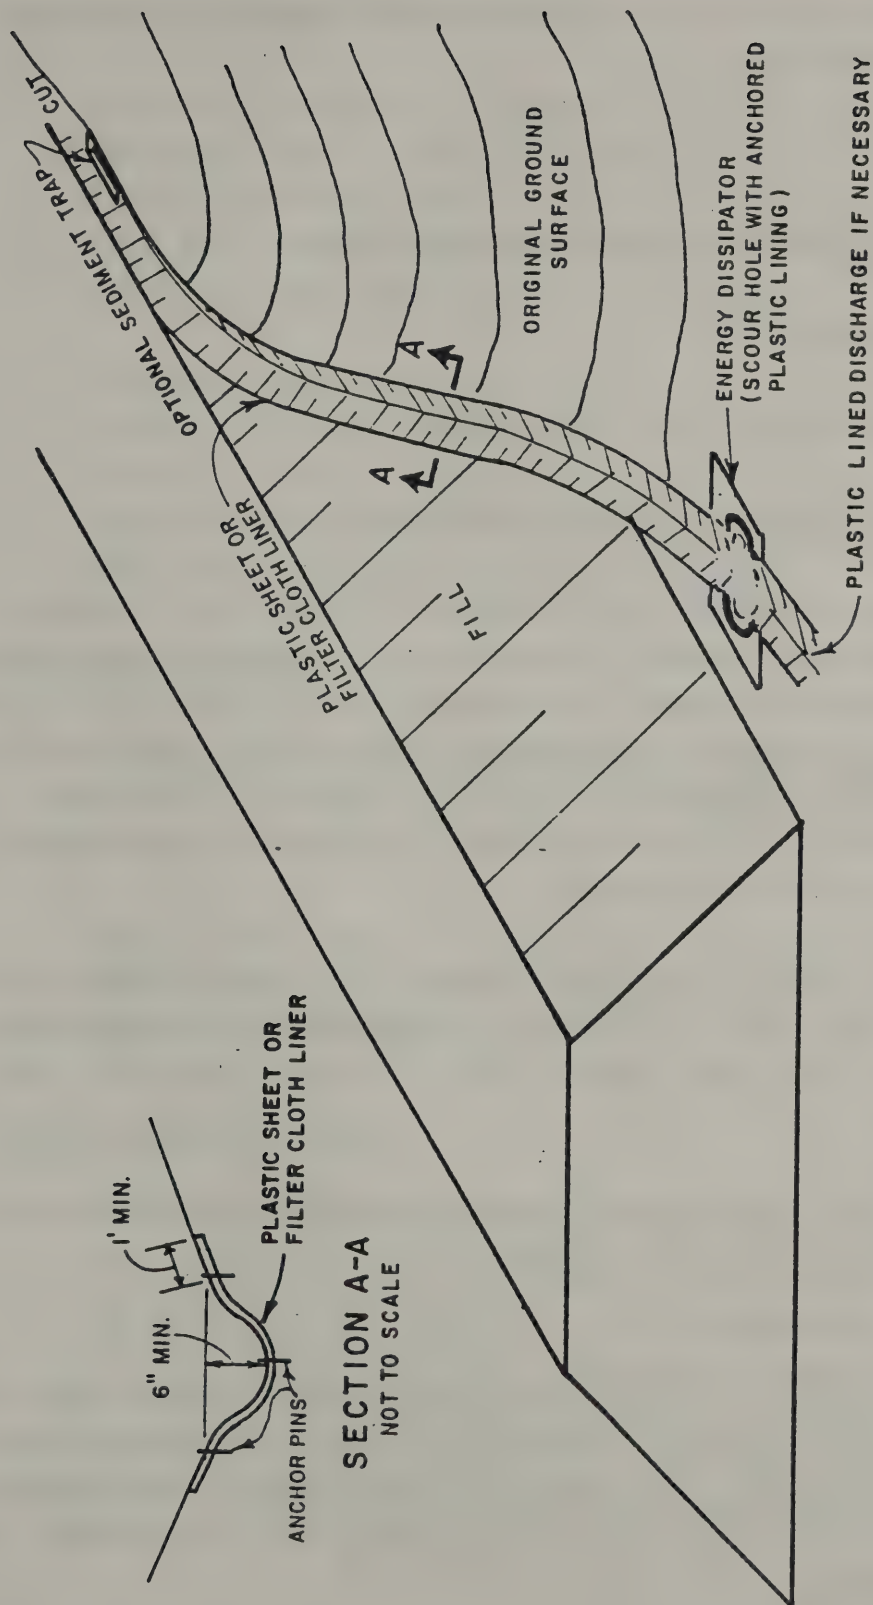 CUT
OPTIONAL SEDIMENT TRAP
PLASTIC SHEET OR
FILTER CLOTH LINER
FILL
A
A
ORIGINAL GROUND
SURFACE
ENERGY DISSIPATOR
(SCOUR HOLE WITH ANCHORED
PLASTIC LINING)
PLASTIC LINED DISCHARGE IF NECESSARY
1' MIN.
6" MIN.
PLASTIC SHEET OR
FILTER CLOTH LINER
ANCHOR PINS
SECTION A-A
NOT TO SCALE